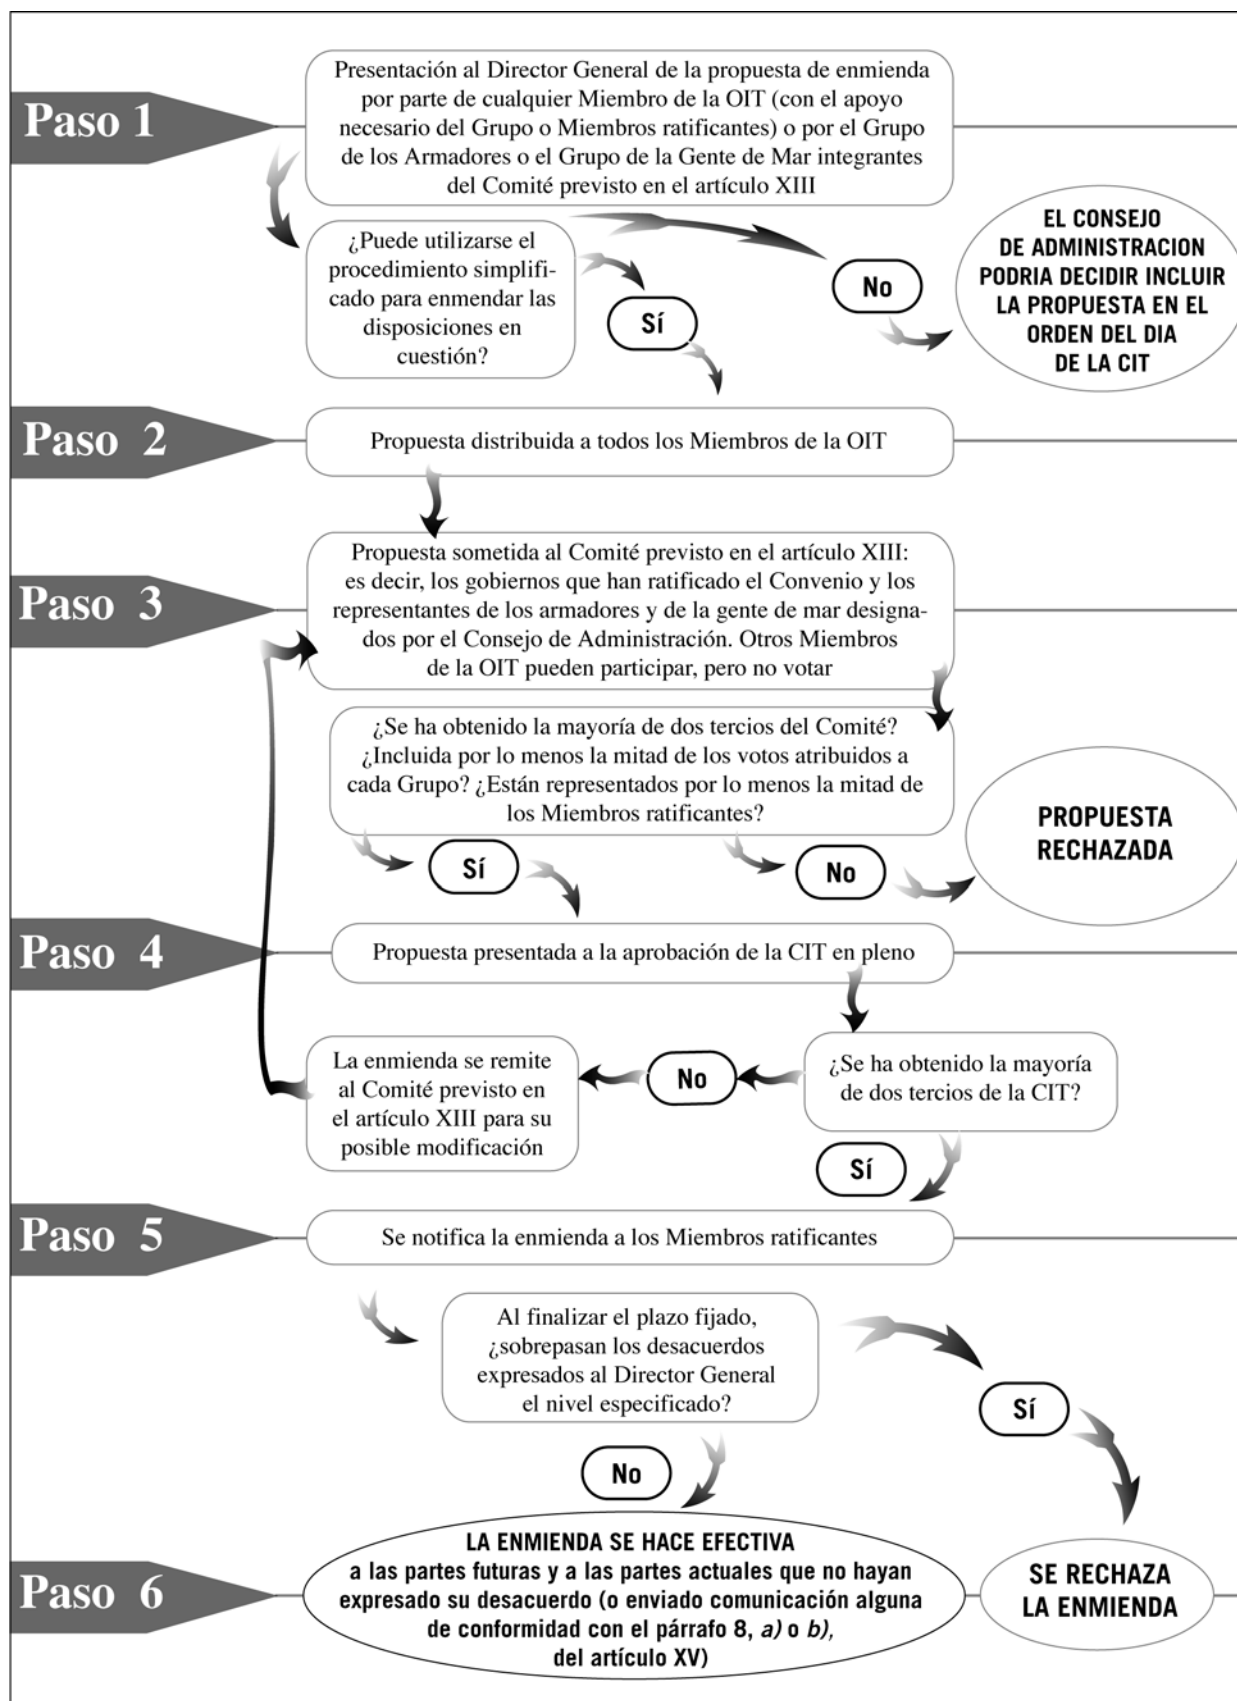 Paso 1
Presentación al Director General de la propuesta de enmienda
por parte de cualquier Miembro de la OIT (con el apoyo
necesario del Grupo o Miembros ratificantes) o por el Grupo
de los Armadores o el Grupo de la Gente de Mar integrantes
del Comité previsto en el artículo XIII
¿Puede utilizarse el
procedimiento simplifi-
cado para enmendar las
disposiciones en
cuestión?
Sí
No
EL CONSEJO
DE ADMINISTRACION
PODRIA DECIDIR INCLUIR
LA PROPUESTA EN EL
ORDEN DEL DIA
DE LA CIT
Paso 2
Propuesta distribuida a todos los Miembros de la OIT
Paso 3
Propuesta sometida al Comité previsto en el artículo XIII:
es decir, los gobiernos que han ratificado el Convenio y los
representantes de los armadores y de la gente de mar designa-
dos por el Consejo de Administración. Otros Miembros
de la OIT pueden participar, pero no votar
¿Se ha obtenido la mayoría de dos tercios del Comité?
¿Incluida por lo menos la mitad de los votos atribuidos a
cada Grupo? ¿Están representados por lo menos la mitad de
los Miembros ratificantes?
Sí
No
PROPUESTA
RECHAZADA
Paso 4
Propuesta presentada a la aprobación de la CIT en pleno
¿Se ha obtenido la mayoría
de dos tercios de la CIT?
No
La enmienda se remite
al Comité previsto en
el artículo XIII para su
posible modificación
Sí
Paso 5
Se notifica la enmienda a los Miembros ratificantes
Al finalizar el plazo fijado,
¿sobrepasan los desacuerdos
expresados al Director General
el nivel especificado?
No
Sí
Paso 6
LA ENMIENDA SE HACE EFECTIVA
a las partes futuras y a las partes actuales que no hayan
expresado su desacuerdo (o enviado comunicación alguna
de conformidad con el párrafo 8, a) o b),
del artículo XV)
SE RECHAZA
LA ENMIENDA